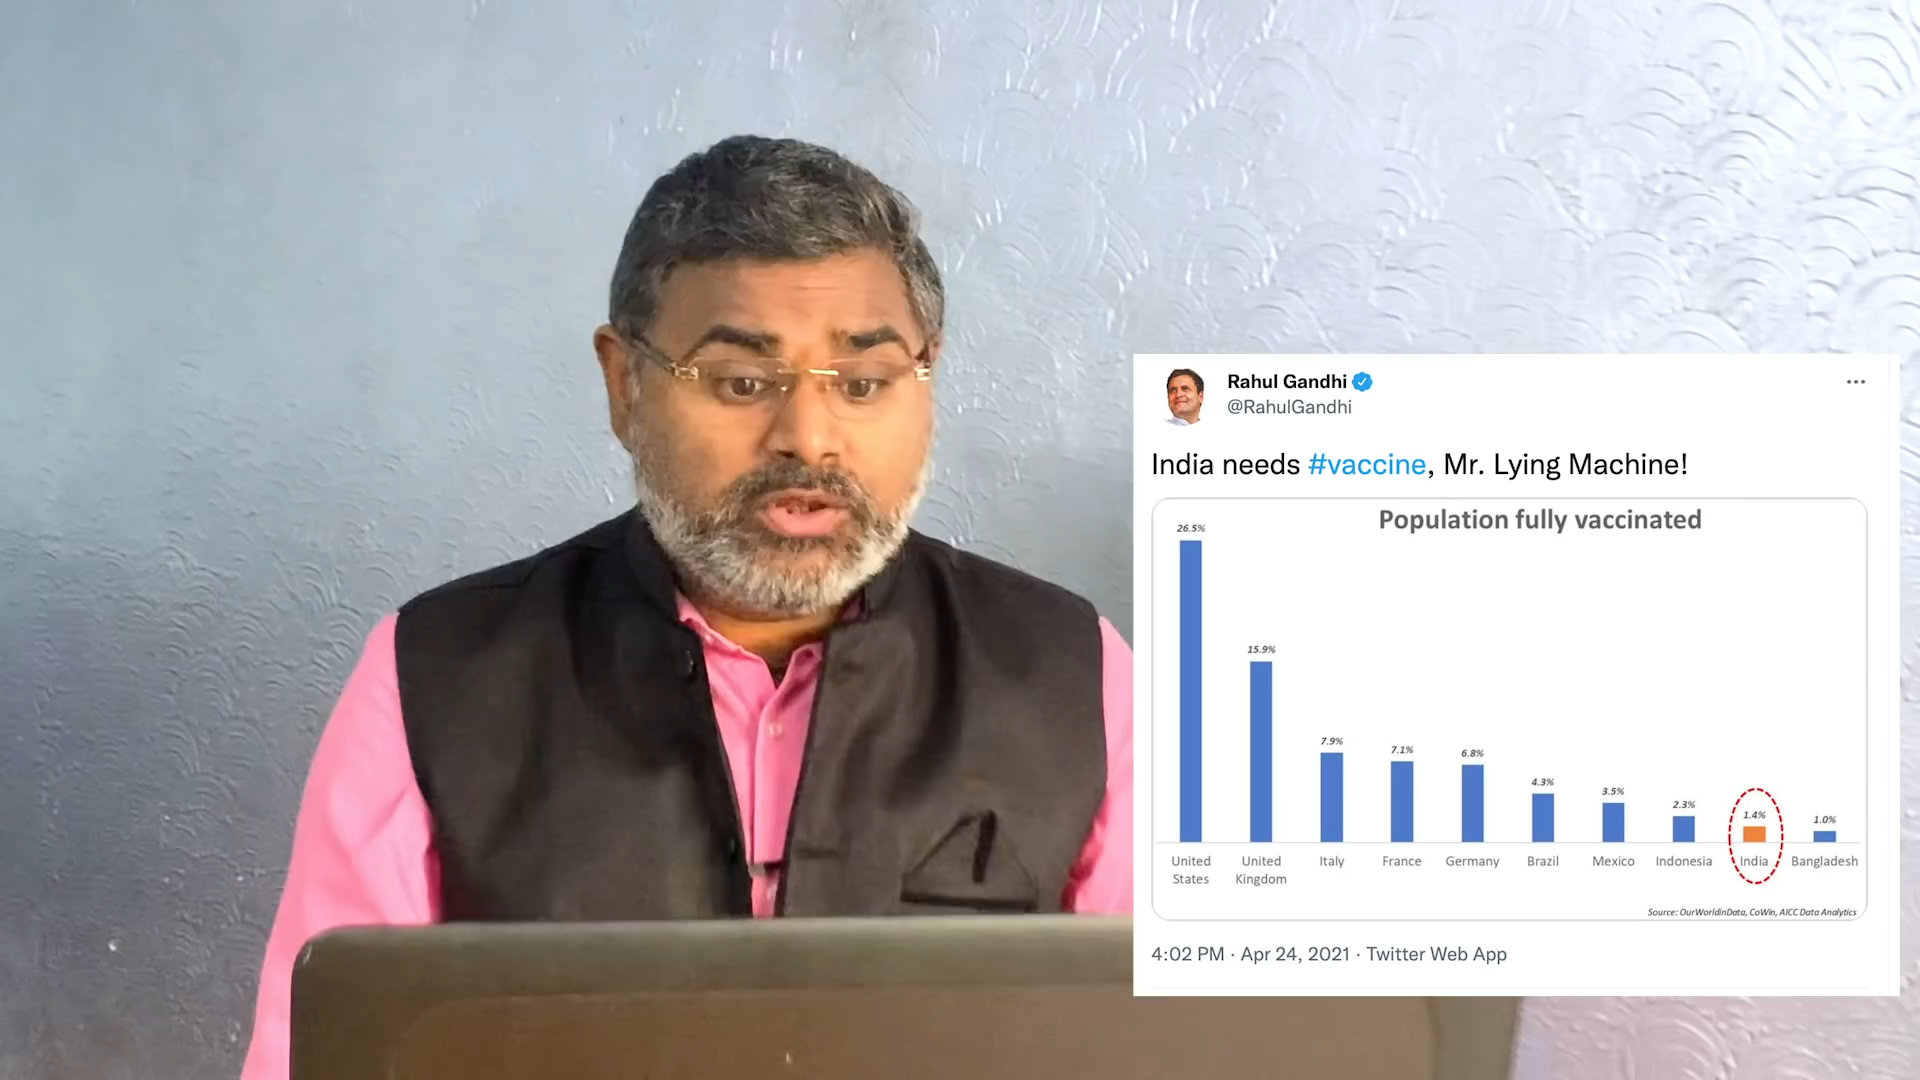 Rahul Gandhi
@RahulGandhi
India needs #vaccine, Mr. Lying Machine!
Population fully vaccinated
26.5%
15.9%
7.9%
7.1%
6.8%
4.3%
3.5%
2.3%
1.4%
1.0%
United States
United Kingdom
Italy
France
Germany
Brazil
Mexico
Indonesia
India
Bangladesh
Source: OurWorldinData, CoWin, AICC Data Analytics
4:02 PM · Apr 24, 2021 · Twitter Web App